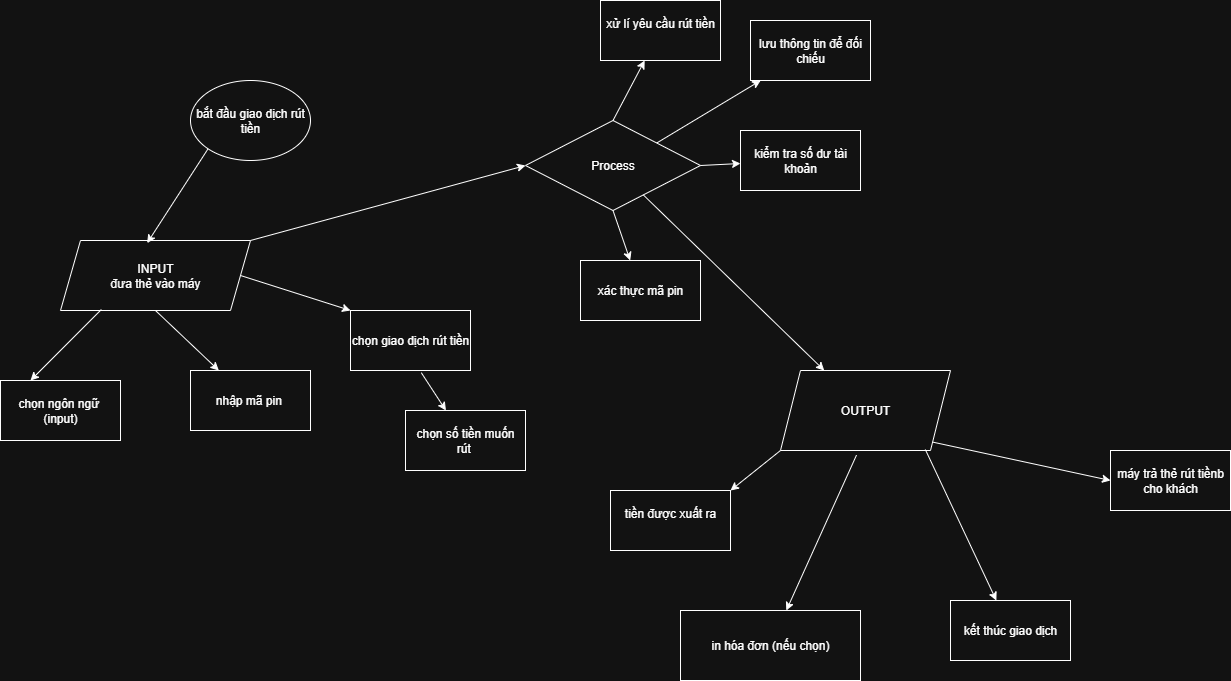 xử lí yêu cầu rút tiền
lưu thông tin để đối
chiếu
bắt đầu giao dịch rút
tiền
kiểm tra số dư tài
khoản
Process
INPUT
đưa thẻ vào máy
xác thực mã pin
chọn giao dịch rút tiền
chọn ngôn ngữ
(input)
nhập mã pin
chọn số tiền muốn
rút
OUTPUT
máy trả thẻ rút tiềnb
cho khách
tiền được xuất ra
in hóa đơn (nếu chọn)
kết thúc giao dịch